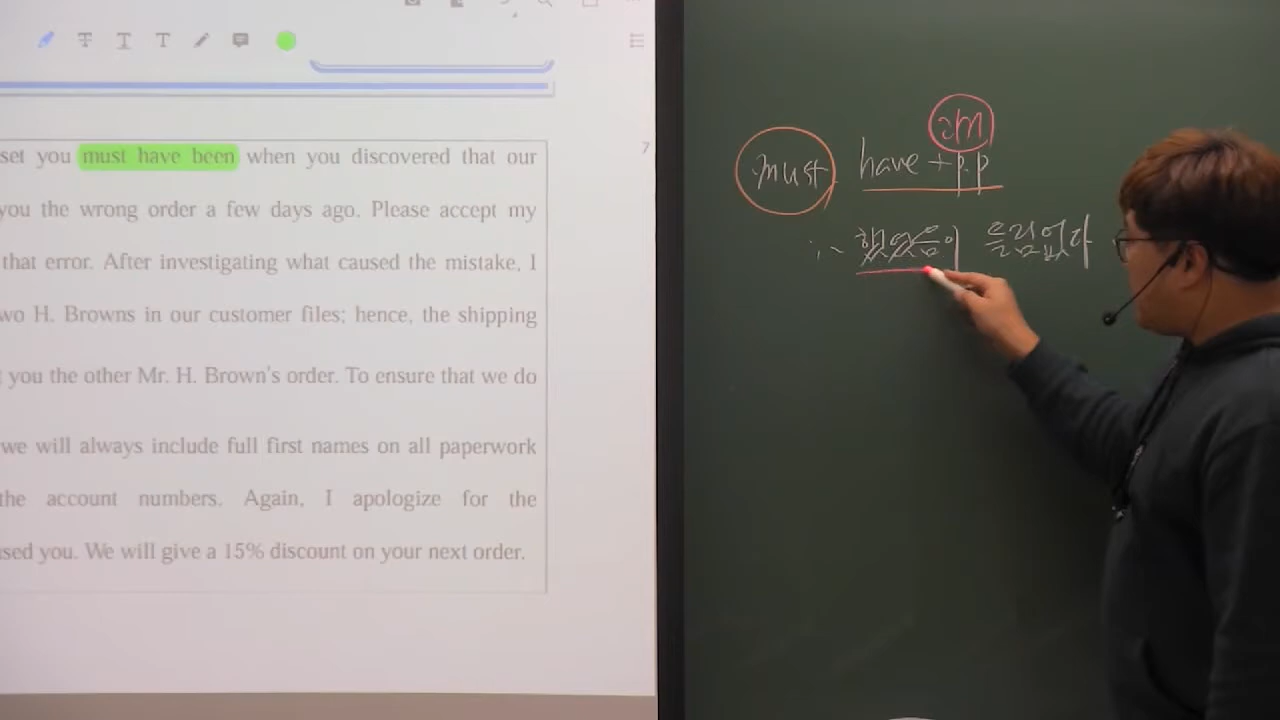 set you must have been when you discovered that our
you the wrong order a few days ago. Please accept my
that error. After investigating what caused the mistake, I
wo H. Browns in our customer files; hence, the shipping
you the other Mr. H. Brown's order. To ensure that we do
we will always include full first names on all paperwork
the account numbers. Again, I apologize for the
sed you. We will give a 15% discount on your next order.
7
must have + p.p
~ 했었음이 틀림없다